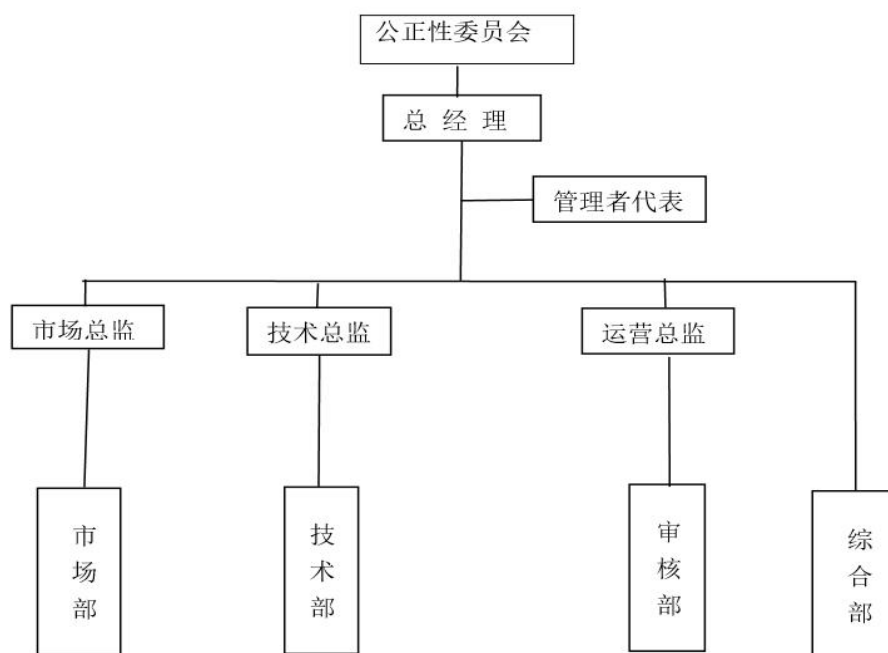 公正性委员会
总 经 理
管理者代表
市场总监
技术总监
运营总监
市场部
技术部
审核部
综合部